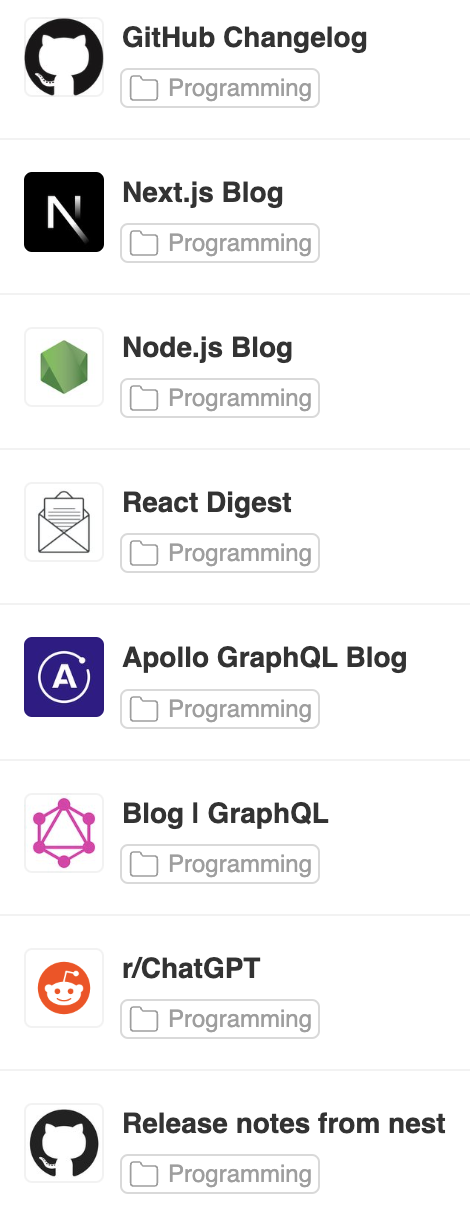 GitHub Changelog
Programming
Next.js Blog
Programming
Node.js Blog
Programming
React Digest
Programming
Apollo GraphQL Blog
Programming
Blog | GraphQL
Programming
r/ChatGPT
Programming
Release notes from nest
Programming